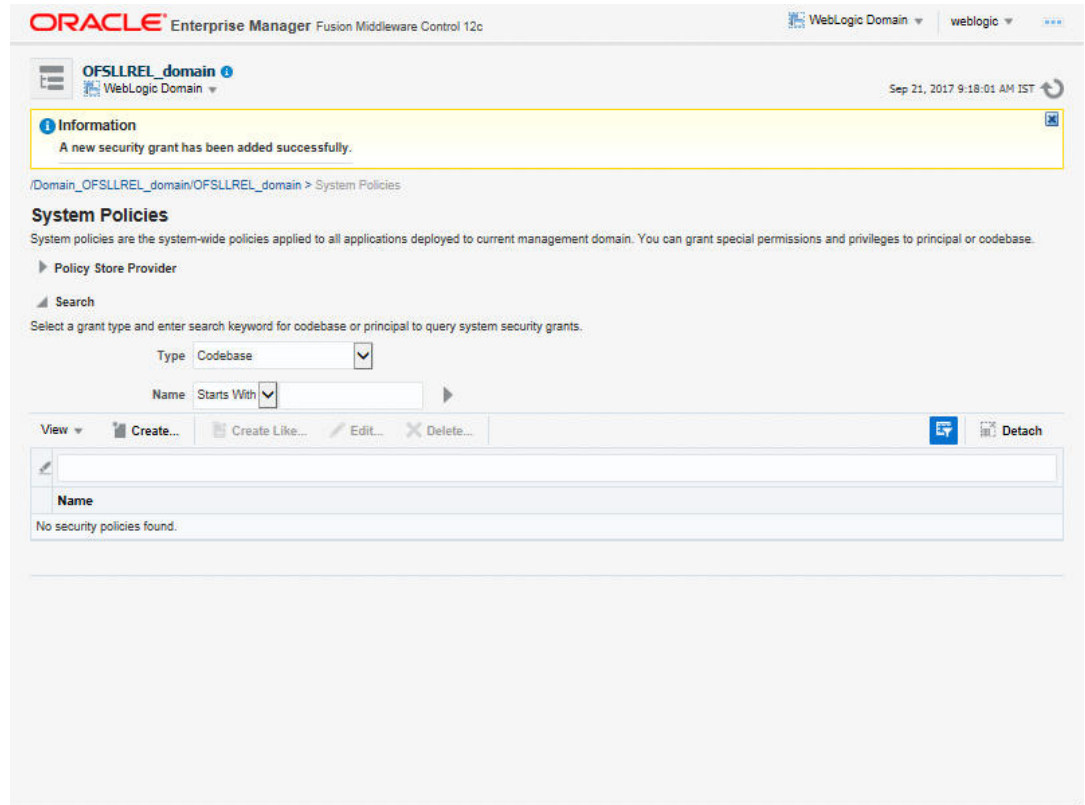 ORACLE Enterprise Manager Fusion Middleware Control 12c
WebLogic Domain
weblogic
OFSLLREL_domain
WebLogic Domain
Sep 21, 2017 9:18:01 AM IST
Information
A new security grant has been added successfully.
/Domain_OFSLLREL_domain/OFSLLREL_domain > System Policies
System Policies
System policies are the system-wide policies applied to all applications deployed to current management domain. You can grant special permissions and privileges to principal or codebase.
Policy Store Provider
Search
Select a grant type and enter search keyword for codebase or principal to query system security grants.
Type Codebase
Name Starts With
View Create... Create Like... Edit... Delete... Detach
Name
No security policies found.